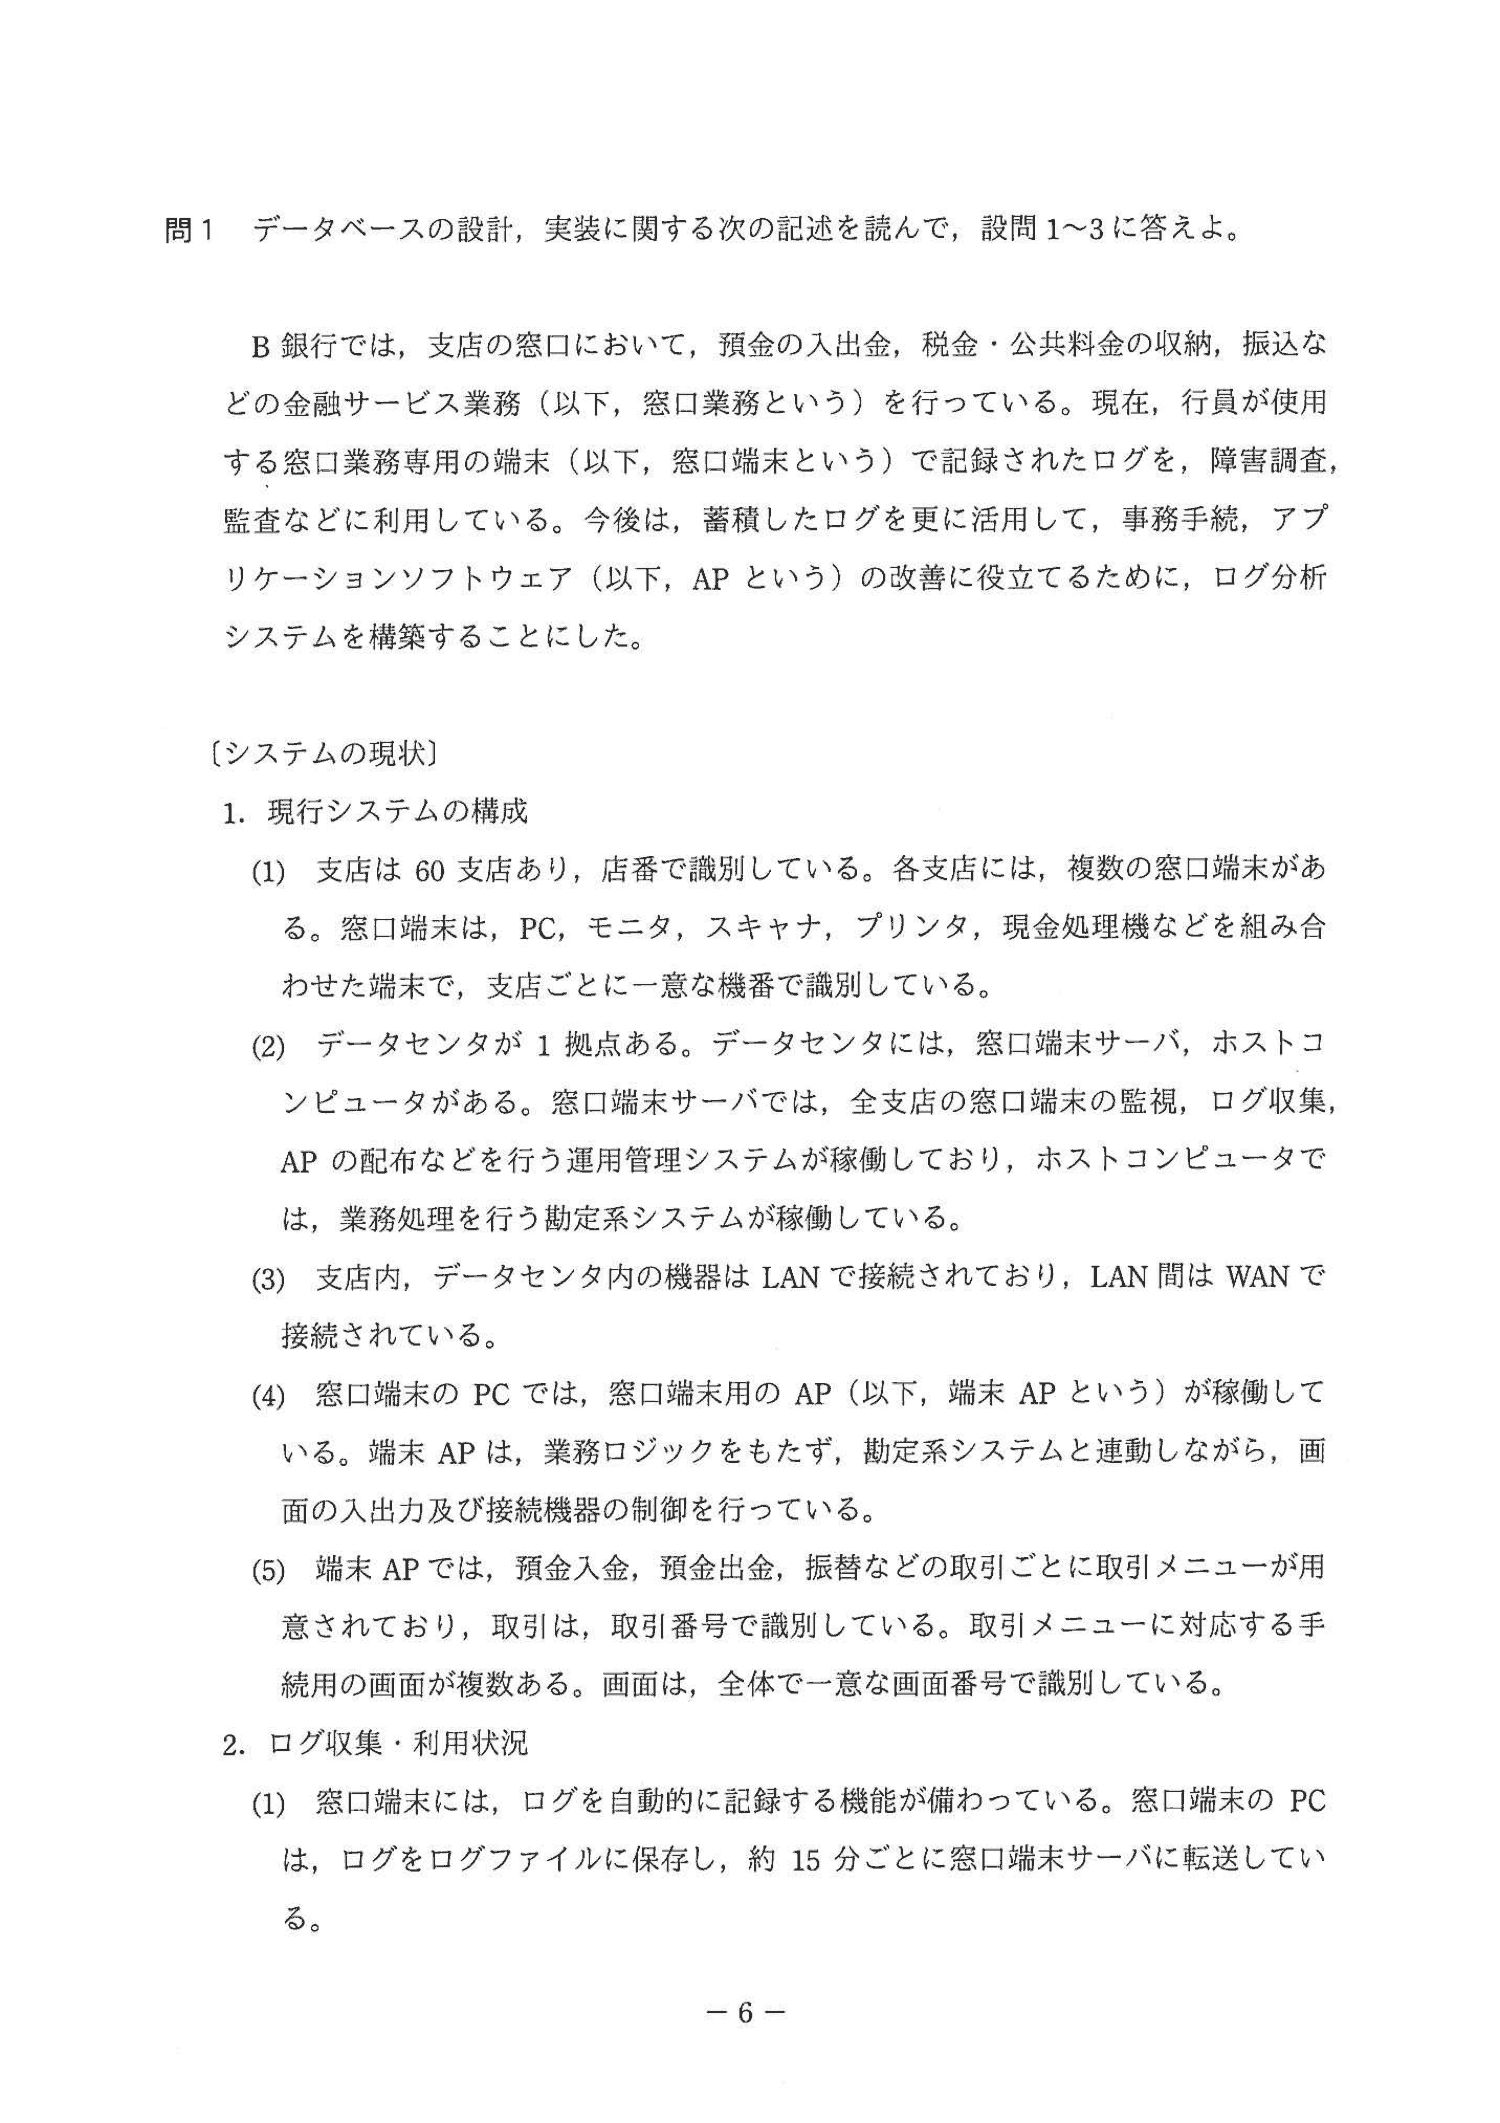 問1　データベースの設計，実装に関する次の記述を読んで，設問 1～3 に答えよ。
B 銀行では，支店の窓口において，預金の入出金，税金・公共料金の収納，振込な
どの金融サービス業務（以下，窓口業務という）を行っている。現在，行員が使用
する窓口業務専用の端末（以下，窓口端末という）で記録されたログを，障害調査，
監査などに利用している。今後は，蓄積したログを更に活用して，事務手続，アプ
リケーションソフトウェア（以下，AP という）の改善に役立てるために，ログ分析
システムを構築することにした。
〔システムの現状〕
1．現行システムの構成
(1)　支店は 60 支店あり，店番で識別している。各支店には，複数の窓口端末があ
る。窓口端末は，PC，モニタ，スキャナ，プリンタ，現金処理機などを組み合
わせた端末で，支店ごとに一意な機番で識別している。
(2)　データセンタが 1 拠点ある。データセンタには，窓口端末サーバ，ホストコ
ンピュータがある。窓口端末サーバでは，全支店の窓口端末の監視，ログ収集，
AP の配布などを行う運用管理システムが稼働しており，ホストコンピュータで
は，業務処理を行う勘定系システムが稼働している。
(3)　支店内，データセンタ内の機器は LAN で接続されており，LAN 間は WAN で
接続されている。
(4)　窓口端末の PC では，窓口端末用の AP（以下，端末 AP という）が稼働して
いる。端末 AP は，業務ロジックをもたず，勘定系システムと連動しながら，画
面の入出力及び接続機器の制御を行っている。
(5)　端末 AP では，預金入金，預金出金，振替などの取引ごとに取引メニューが用
意されており，取引は，取引番号で識別している。取引メニューに対応する手
続用の画面が複数ある。画面は，全体で一意な画面番号で識別している。
2．ログ収集・利用状況
(1)　窓口端末には，ログを自動的に記録する機能が備わっている。窓口端末の PC
は，ログをログファイルに保存し，約 15 分ごとに窓口端末サーバに転送してい
る。
－ 6 －